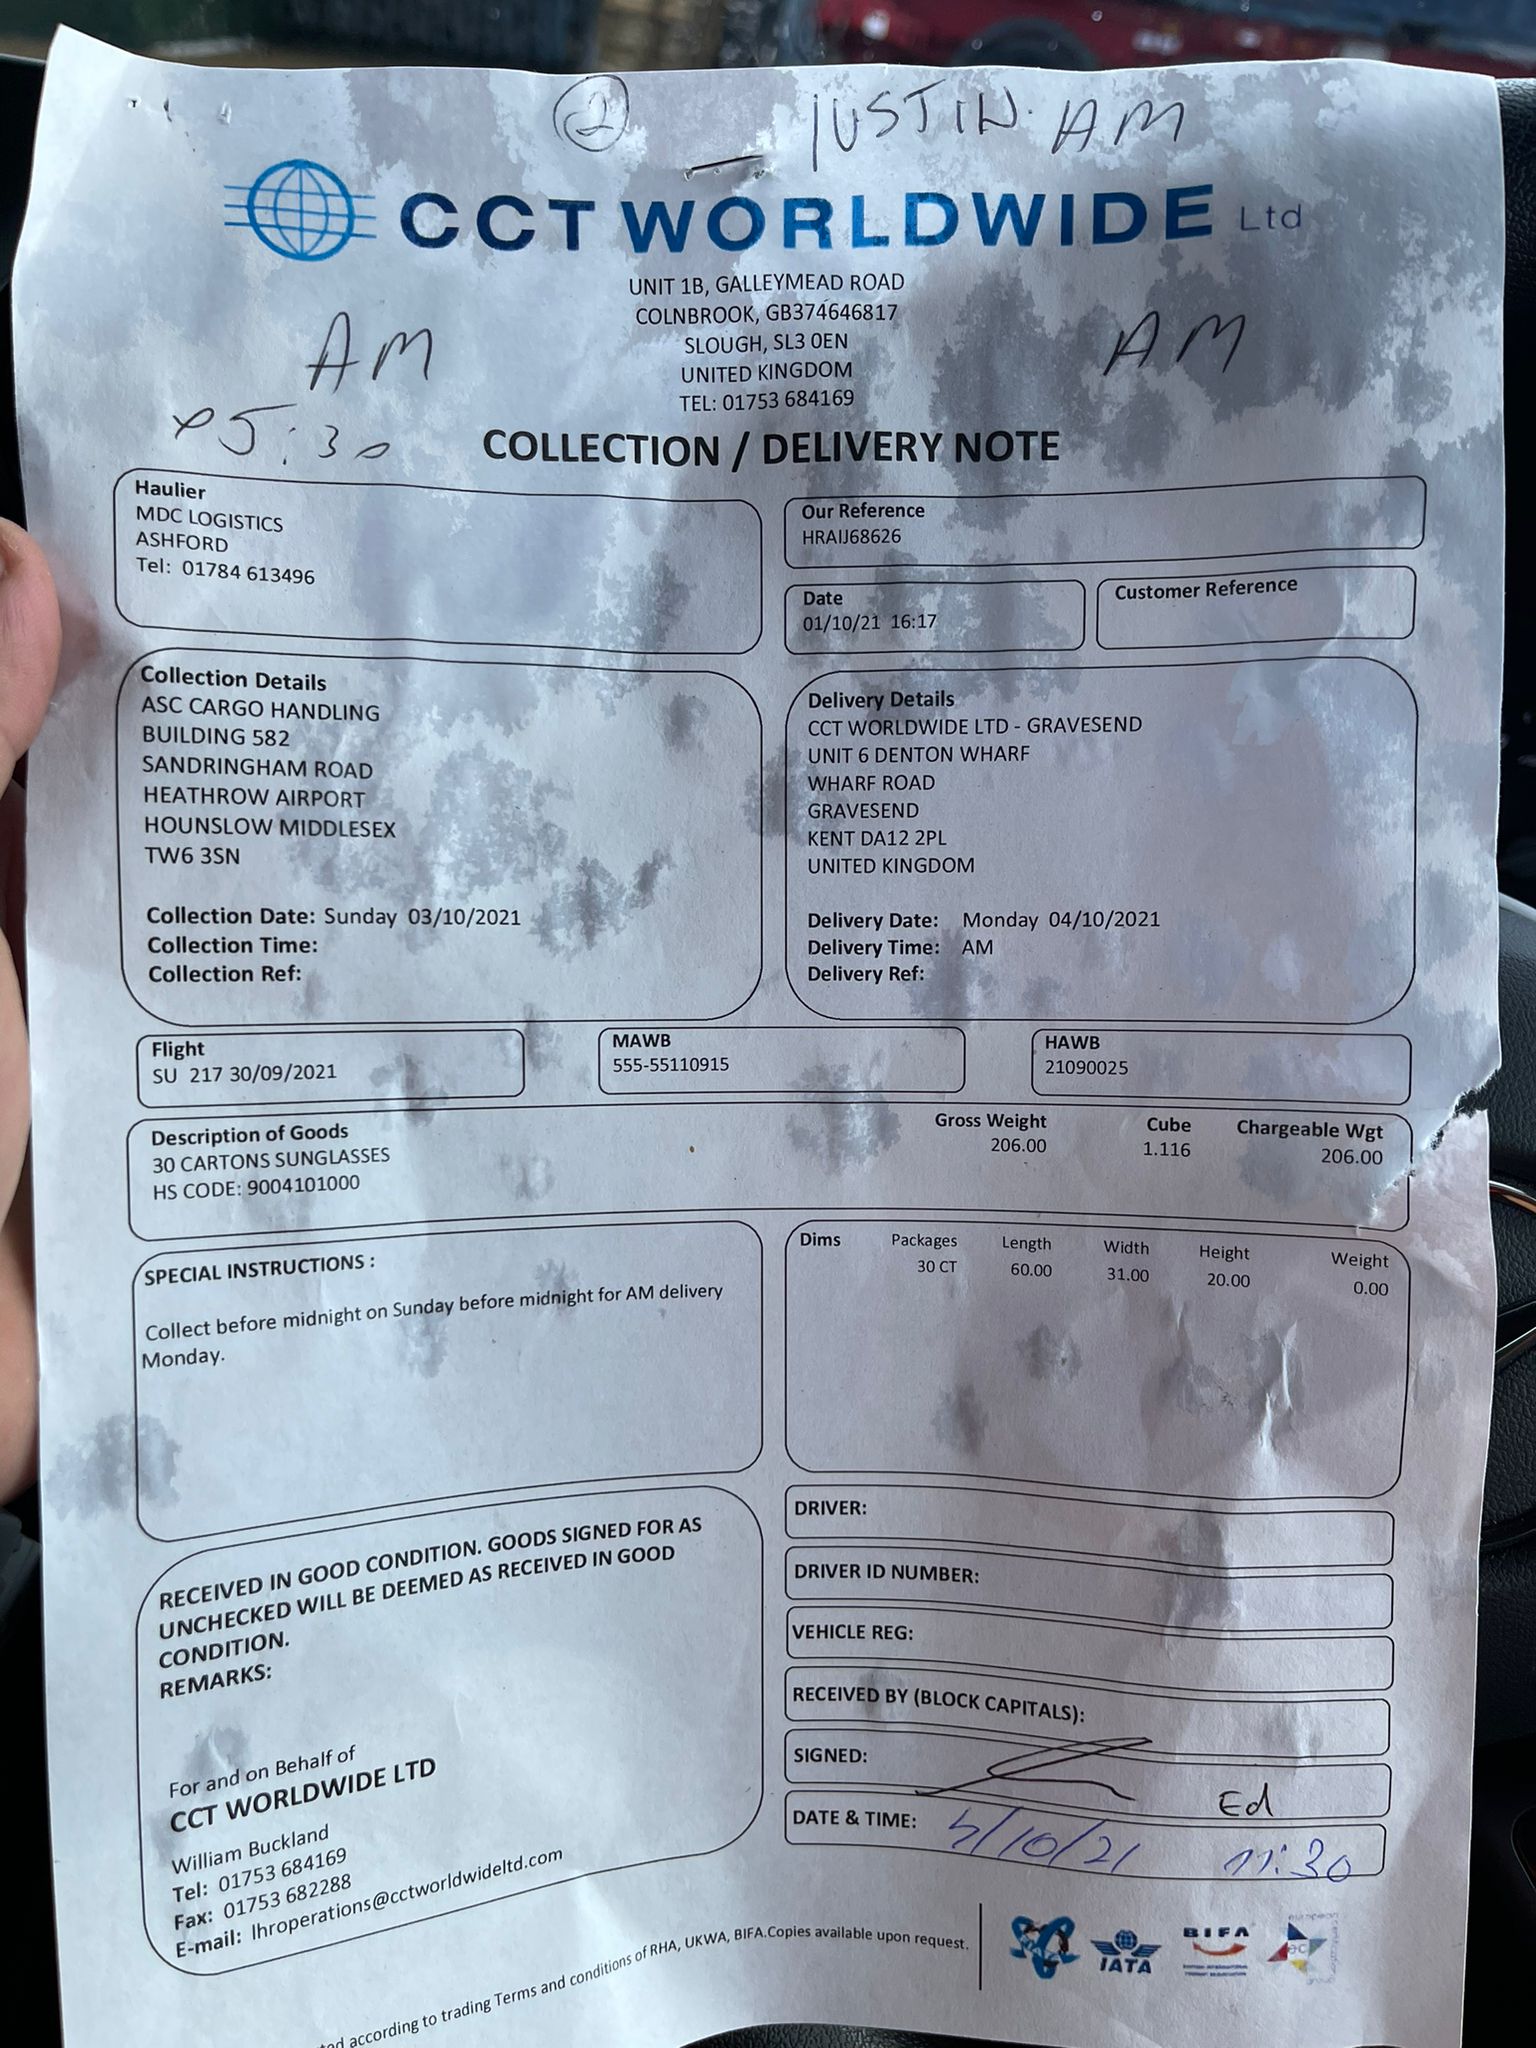 2 JUSTIN. AM
CCT WORLDWIDE Ltd
UNIT 1B, GALLEYMEAD ROAD
COLNBROOK, GB374646817
SLOUGH, SL3 0EN
UNITED KINGDOM
TEL: 01753 684169
AM AM
5:30
COLLECTION / DELIVERY NOTE
Haulier
MDC LOGISTICS
ASHFORD
Tel: 01784 613496
Our Reference
HRAIJ68626
Date
01/10/21 16:17
Customer Reference
Collection Details
ASC CARGO HANDLING
BUILDING 582
SANDRINGHAM ROAD
HEATHROW AIRPORT
HOUNSLOW MIDDLESEX
TW6 3SN
Collection Date: Sunday 03/10/2021
Collection Time:
Collection Ref:
Delivery Details
CCT WORLDWIDE LTD - GRAVESEND
UNIT 6 DENTON WHARF
WHARF ROAD
GRAVESEND
KENT DA12 2PL
UNITED KINGDOM
Delivery Date: Monday 04/10/2021
Delivery Time: AM
Delivery Ref:
Flight
SU 217 30/09/2021
MAWB
555-55110915
HAWB
21090025
Description of Goods
30 CARTONS SUNGLASSES
HS CODE: 9004101000
Gross Weight Cube Chargeable Wgt
206.00 1.116 206.00
SPECIAL INSTRUCTIONS :
Collect before midnight on Sunday before midnight for AM delivery
Monday.
Dims Packages Length Width Height Weight
30 CT 60.00 31.00 20.00 0.00
RECEIVED IN GOOD CONDITION. GOODS SIGNED FOR AS
UNCHECKED WILL BE DEEMED AS RECEIVED IN GOOD
CONDITION.
REMARKS:
For and on Behalf of
CCT WORLDWIDE LTD
William Buckland
Tel: 01753 684169
Fax: 01753 682288
E-mail: lhroperations@cctworldwideltd.com
DRIVER:
DRIVER ID NUMBER:
VEHICLE REG:
RECEIVED BY (BLOCK CAPITALS):
SIGNED: Ed
DATE & TIME: /10/21 11:30
according to trading Terms and conditions of RHA, UKWA, BIFA.Copies available upon request.
IATA
BIFA
ec